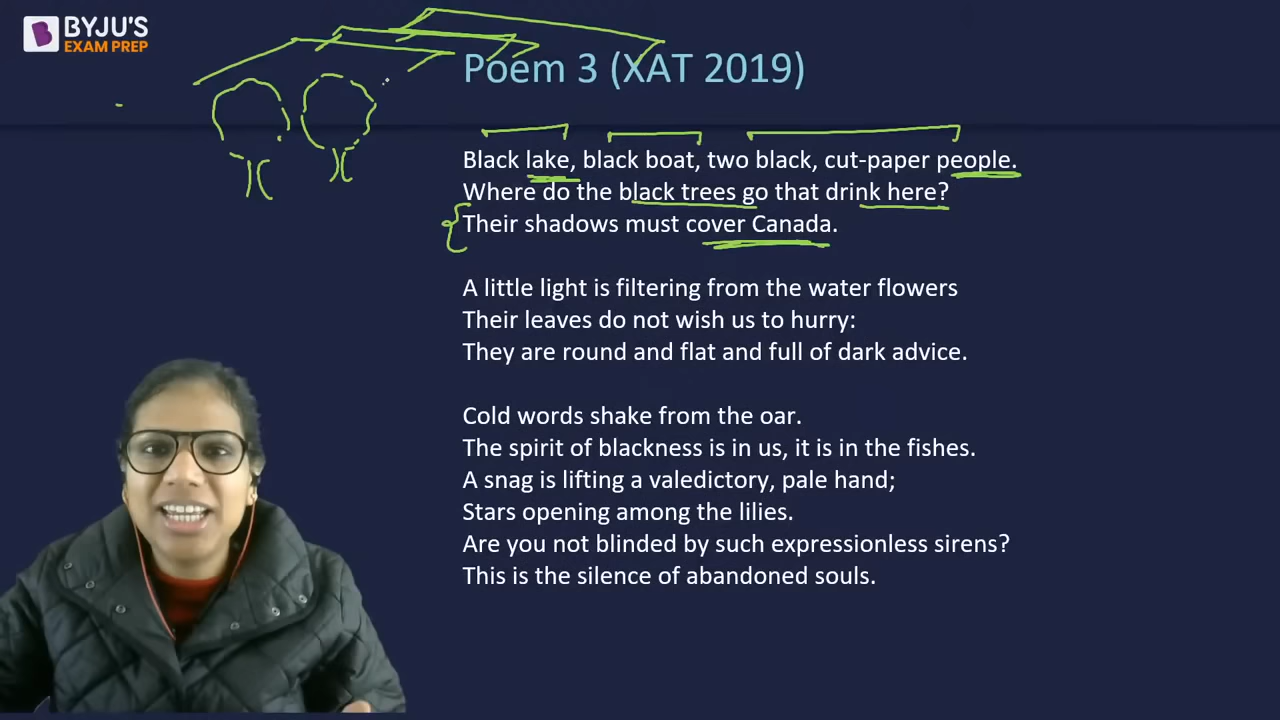 BYJU'S
EXAM PREP
Poem 3 (XAT 2019)
Black lake, black boat, two black, cut-paper people.
Where do the black trees go that drink here?
Their shadows must cover Canada.
A little light is filtering from the water flowers
Their leaves do not wish us to hurry:
They are round and flat and full of dark advice.
Cold words shake from the oar.
The spirit of blackness is in us, it is in the fishes.
A snag is lifting a valedictory, pale hand;
Stars opening among the lilies.
Are you not blinded by such expressionless sirens?
This is the silence of abandoned souls.